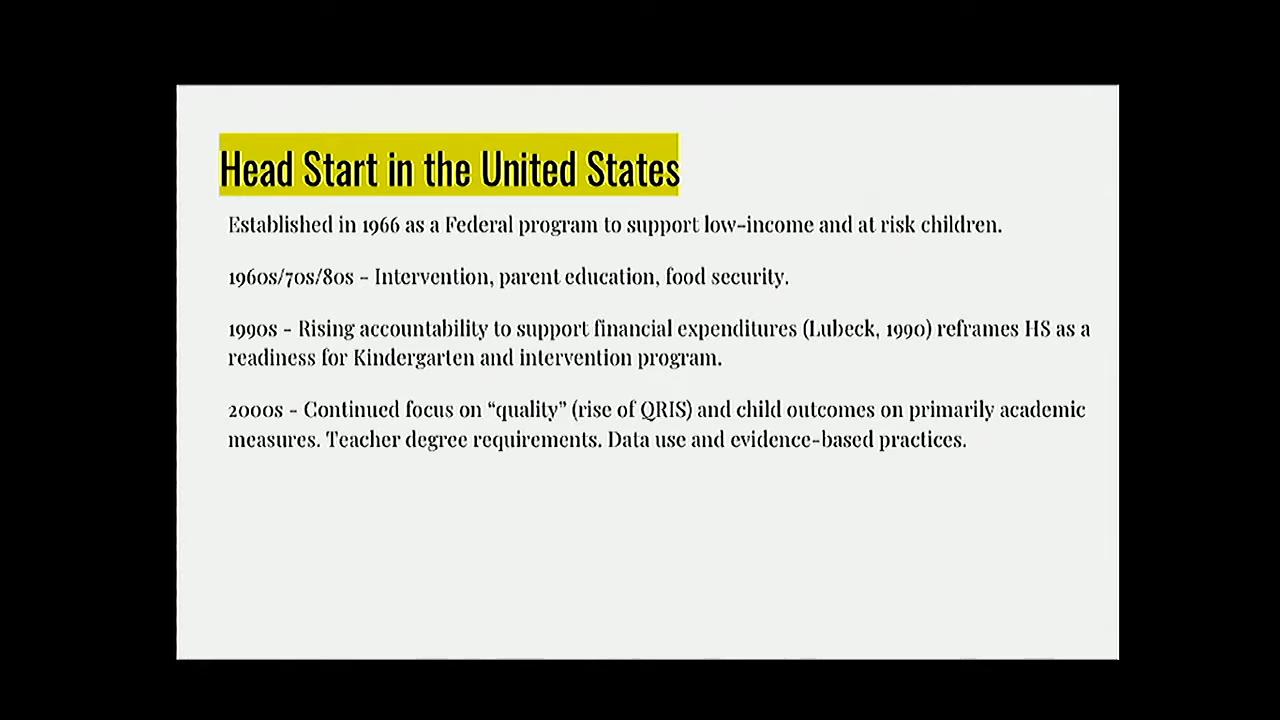 Head Start in the United States
Established in 1966 as a Federal program to support low-income and at risk children.
1960s/70s/80s - Intervention, parent education, food security.
1990s - Rising accountability to support financial expenditures (Lubeck, 1990) reframes HS as a
readiness for Kindergarten and intervention program.
2000s - Continued focus on “quality” (rise of QRIS) and child outcomes on primarily academic
measures. Teacher degree requirements. Data use and evidence-based practices.